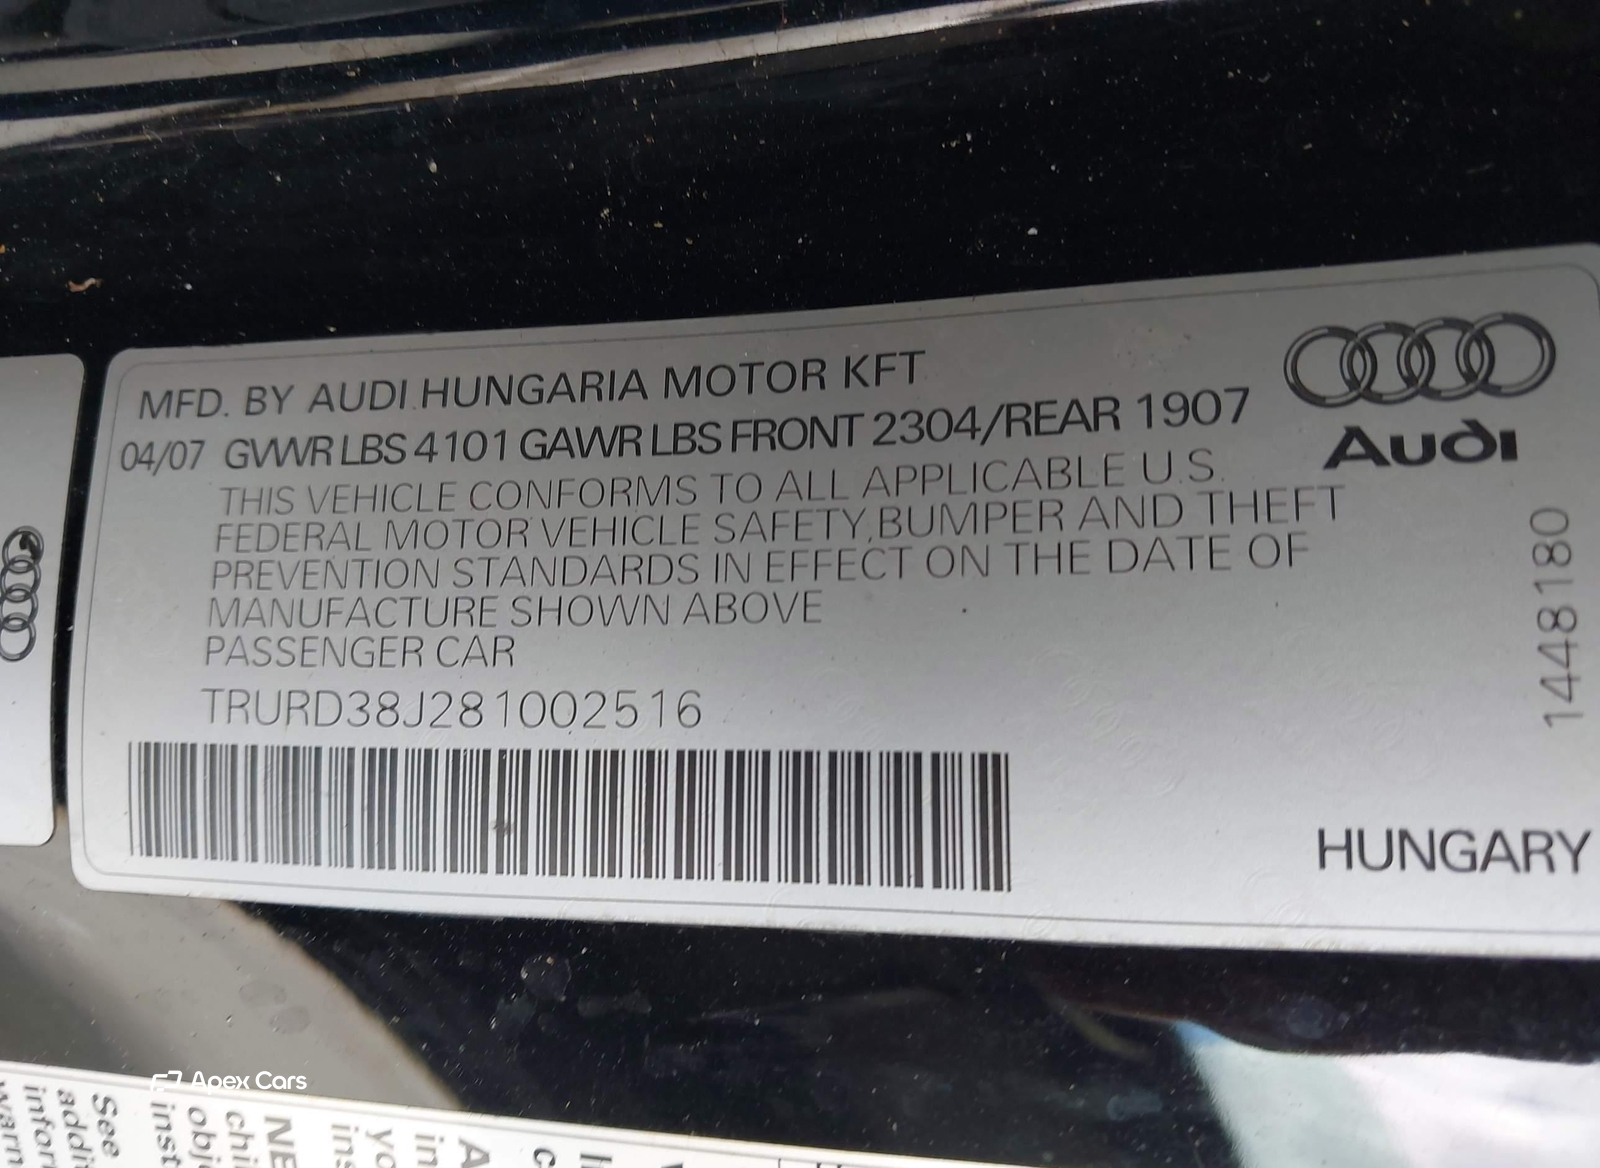 MFD. BY AUDI HUNGARIA MOTOR KFT
04/07 GVWR LBS 4101 GAWR LBS FRONT 2304/REAR 1907
THIS VEHICLE CONFORMS TO ALL APPLICABLE U.S.
FEDERAL MOTOR VEHICLE SAFETY, BUMPER AND THEFT
PREVENTION STANDARDS IN EFFECT ON THE DATE OF
MANUFACTURE SHOWN ABOVE
PASSENGER CAR
TRURD38J281002516
Audi
1448180
HUNGARY
Apex Cars
See